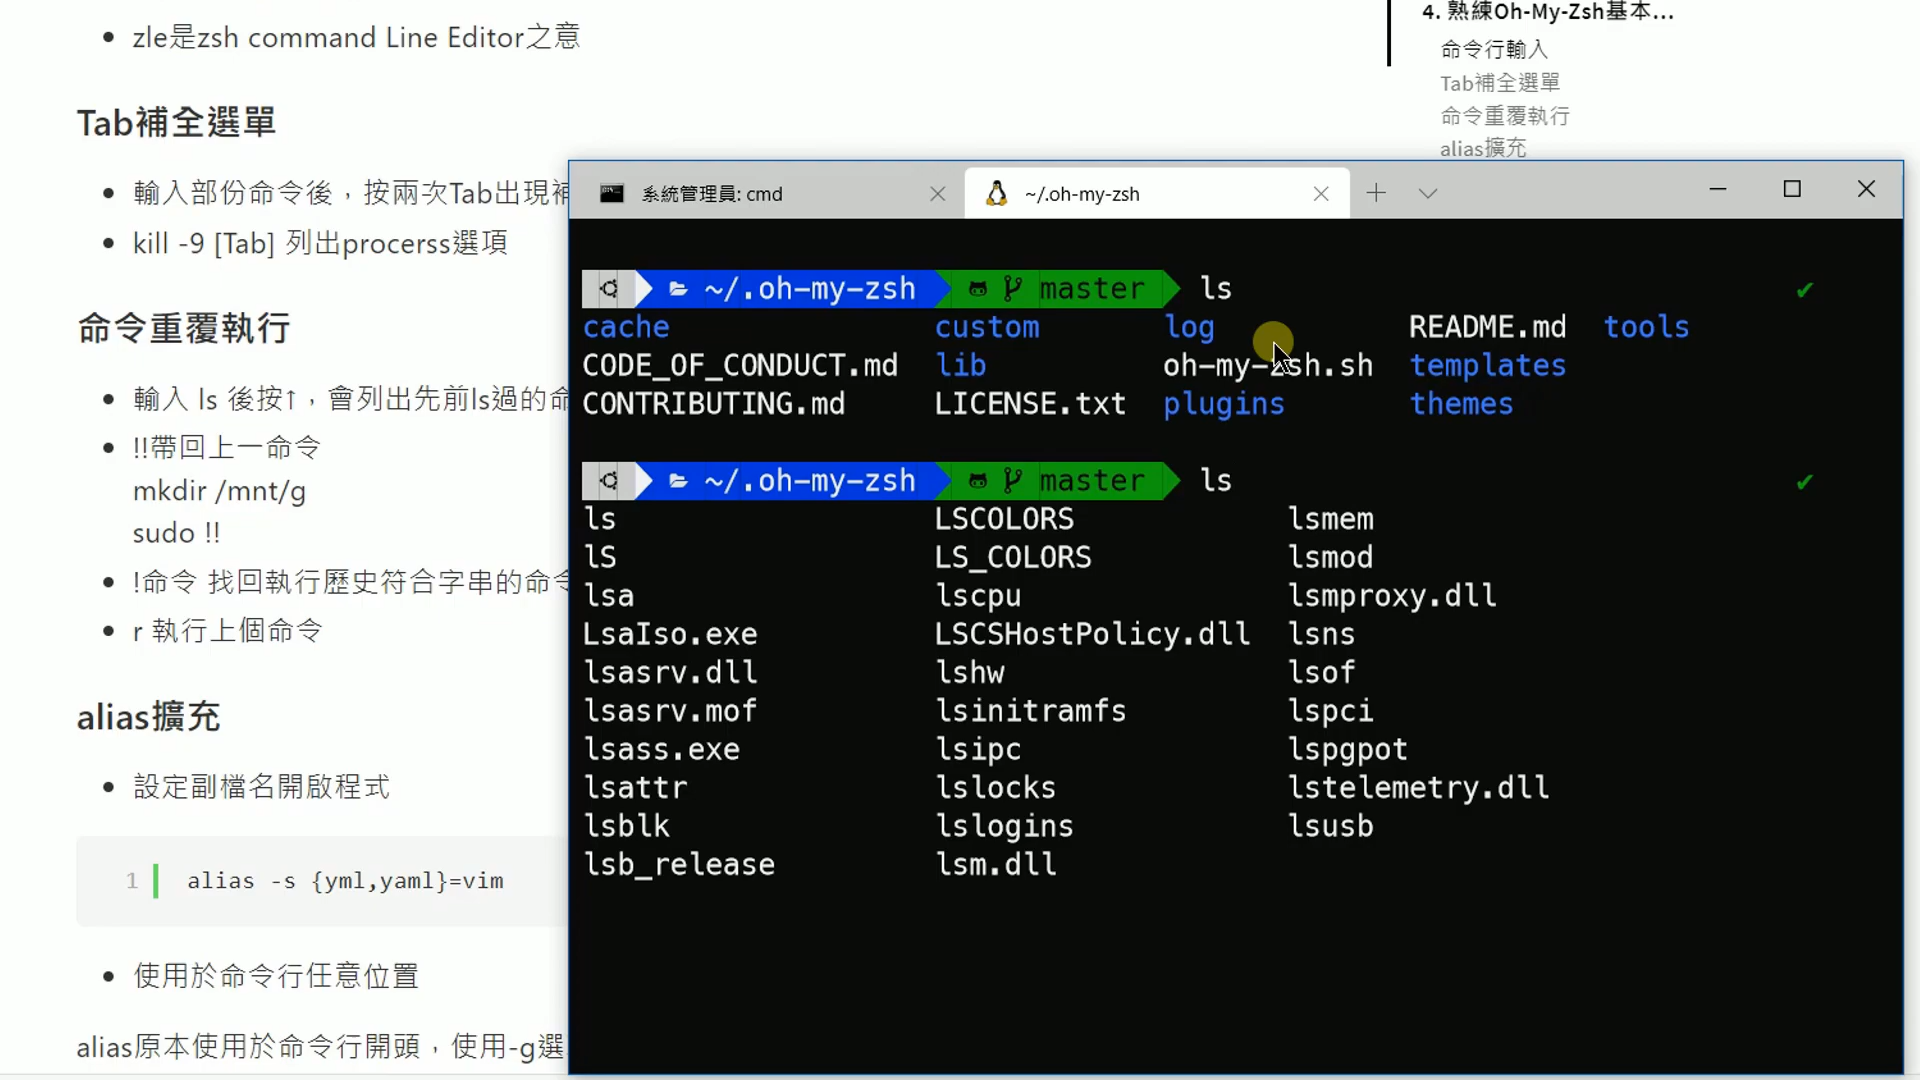 zle是zsh command Line Editor之意
Tab補全選單
輸入部份命令後，按兩次Tab出現補
kill -9 [Tab] 列出procerss選項
命令重覆執行
輸入 ls 後按↑，會列出先前ls過的命
!!帶回上一命令
mkdir /mnt/g
sudo !!
!命令 找回執行歷史符合字串的命令
r 執行上個命令
alias擴充
設定副檔名開啟程式
1 alias -s {yml,yaml}=vim
使用於命令行任意位置
alias原本使用於命令行開頭，使用-g選
4. 熟練Oh-My-Zsh基本...
命令行輸入
Tab補全選單
命令重覆執行
alias擴充
系統管理員: cmd
~/.oh-my-zsh
~/.oh-my-zsh master ls ✔
cache custom log README.md tools
CODE_OF_CONDUCT.md lib oh-my-zsh.sh templates
CONTRIBUTING.md LICENSE.txt plugins themes
~/.oh-my-zsh master ls ✔
ls LSCOLORS lsmem
lS LS_COLORS lsmod
lsa lscpu lsmproxy.dll
LsaIso.exe LSCSHostPolicy.dll lsns
lsasrv.dll lshw lsof
lsasrv.mof lsinitramfs lspci
lsass.exe lsipc lspgpot
lsattr lslocks lstelemetry.dll
lsblk lslogins lsusb
lsb_release lsm.dll